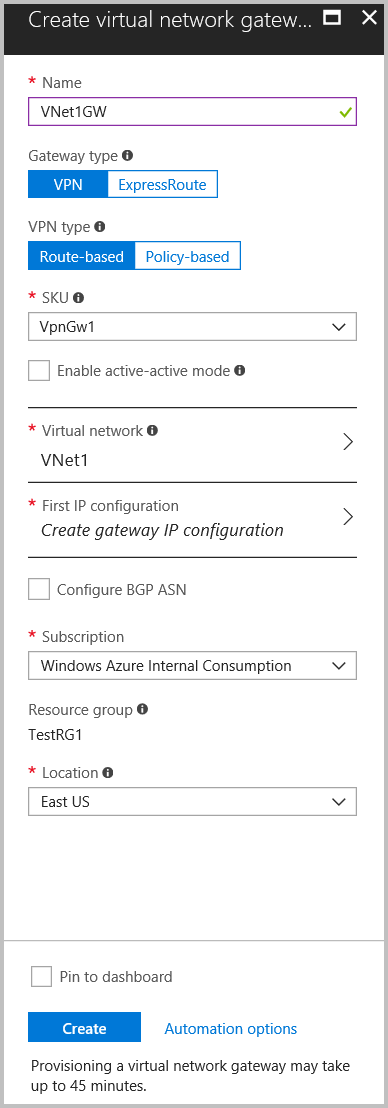 Create virtual network gatew...
* Name
VNet1GW
Gateway type
VPN ExpressRoute
VPN type
Route-based Policy-based
* SKU
VpnGw1
Enable active-active mode
* Virtual network
VNet1
* First IP configuration
Create gateway IP configuration
Configure BGP ASN
* Subscription
Windows Azure Internal Consumption
Resource group
TestRG1
* Location
East US
Pin to dashboard
Create Automation options
Provisioning a virtual network gateway may take
up to 45 minutes.